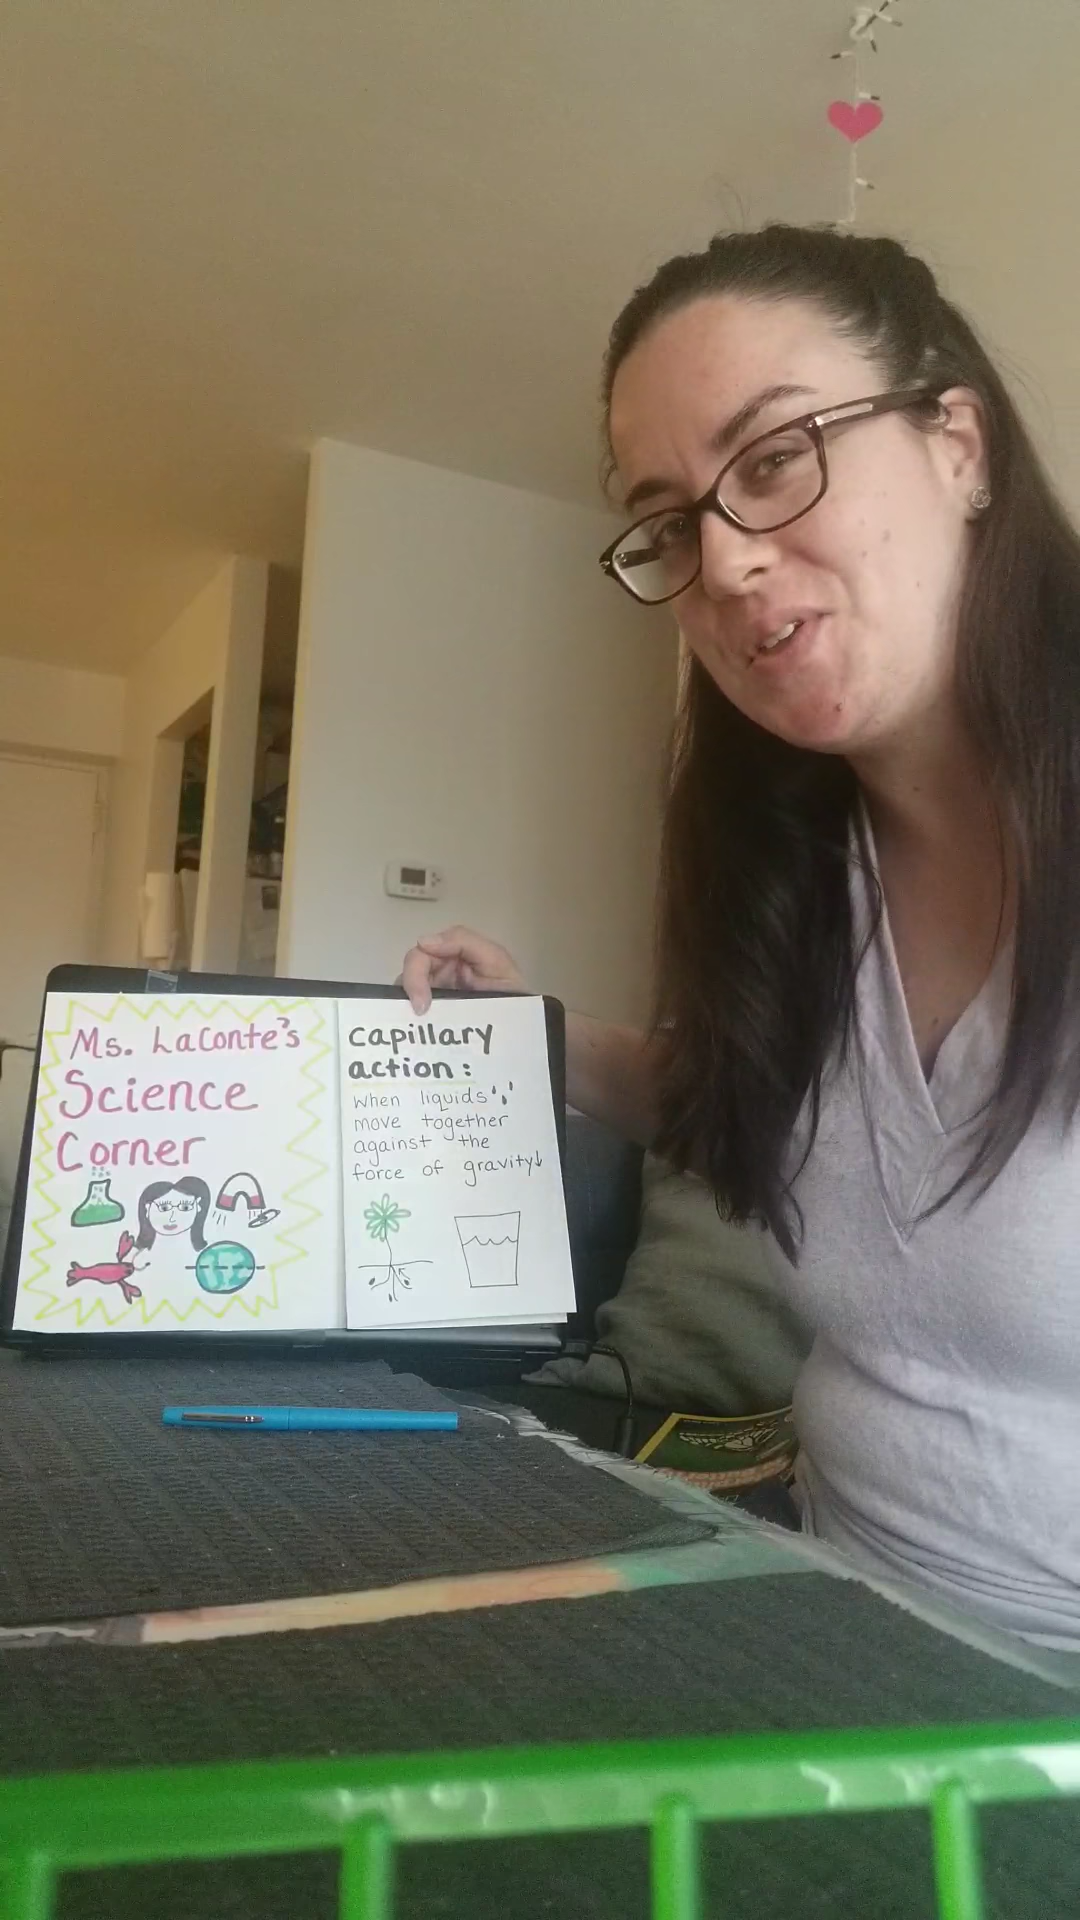 Ms. LaConte's
Science
Corner
capillary
action:
when liquids
move together
against the
force of gravity↓